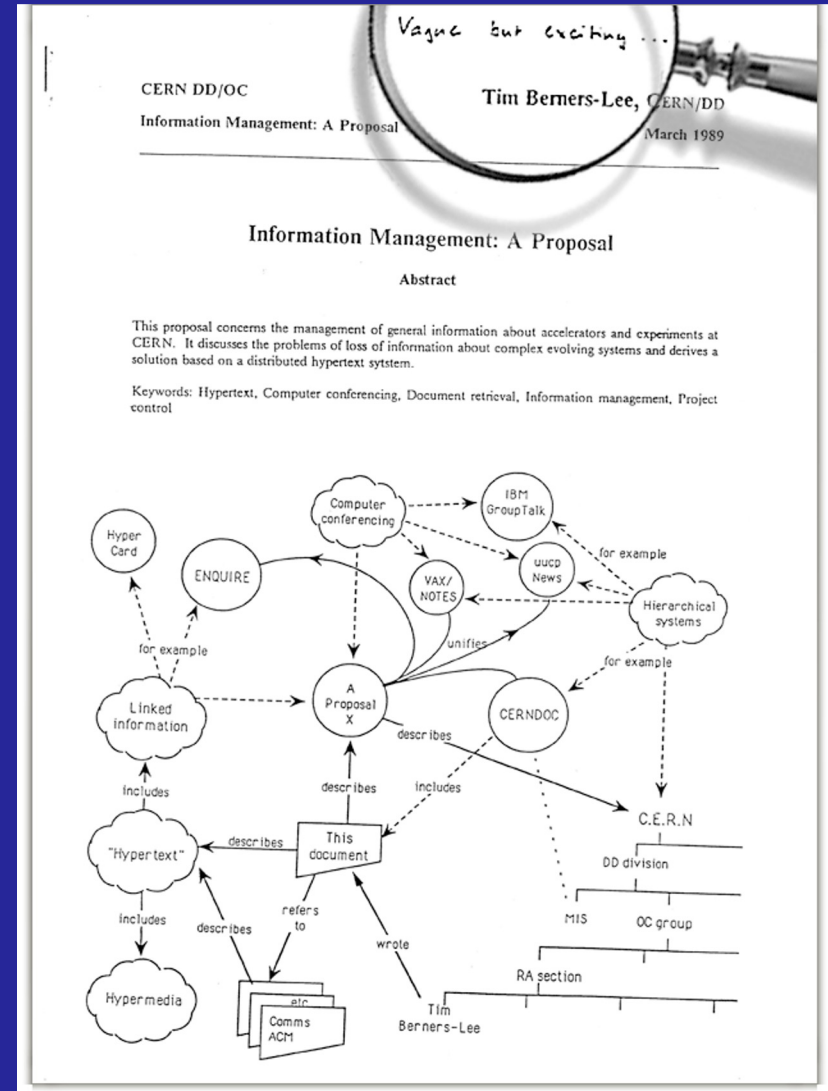 Vague but exciting ...
CERN DD/OC
Tim Berners-Lee, CERN/DD
Information Management: A Proposal
March 1989
Information Management: A Proposal
Abstract
This proposal concerns the management of general information about accelerators and experiments at
CERN. It discusses the problems of loss of information about complex evolving systems and derives a
solution based on a distributed hypertext sytstem.
Keywords: Hypertext, Computer conferencing, Document retrieval, Information management, Project
control
IBM
GroupTalk
Computer
conferencing
Hyper
Card
for example
uucp
News
ENQUIRE
VAX/
NOTES
Hierarchical
systems
unifies
for example
for example
A
Proposal
X
Linked
information
CERNDOC
describes
includes
describes
includes
C.E.R.N
This
document
describes
"Hypertext"
DD division
refers
to
includes
describes
MIS
OC group
wrote
RA section
Hypermedia
etc
Tim
Berners-Lee
Comms
ACM